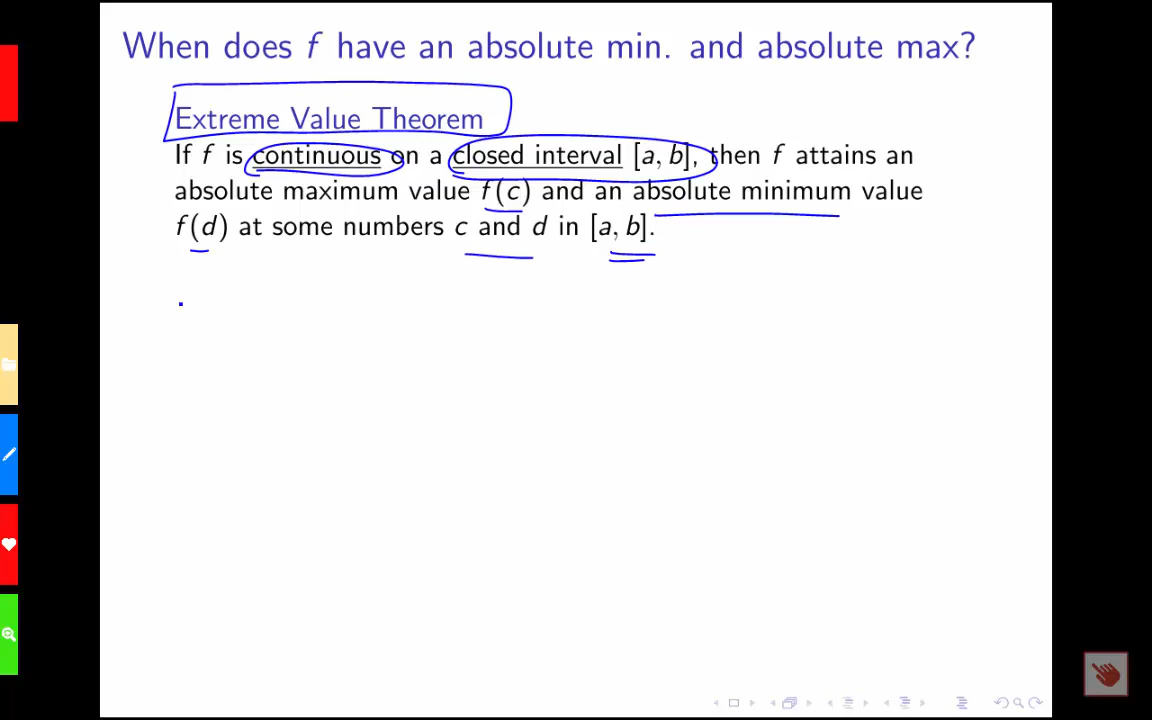 When does f have an absolute min. and absolute max?
Extreme Value Theorem
If f is continuous on a closed interval [a, b], then f attains an
absolute maximum value f(c) and an absolute minimum value
f(d) at some numbers c and d in [a, b].